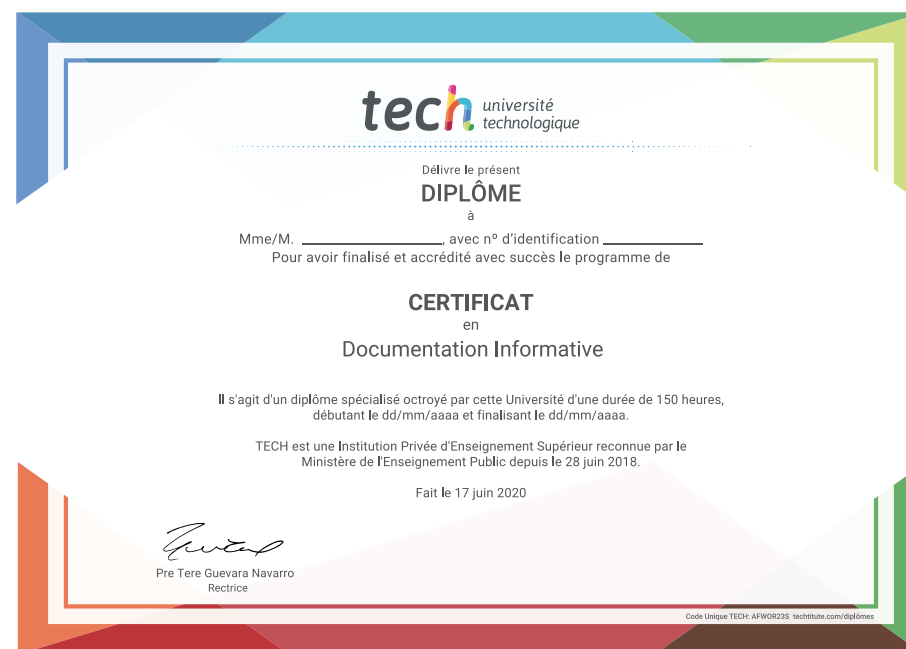 tech université
technologique
Délivre le présent
DIPLÔME
à
Mme/M. ____________________, avec nº d'identification ______________
Pour avoir finalisé et accrédité avec succès le programme de
CERTIFICAT
en
Documentation Informative
Il s'agit d'un diplôme spécialisé octroyé par cette Université d'une durée de 150 heures,
débutant le dd/mm/aaaa et finalisant le dd/mm/aaaa.
TECH est une Institution Privée d'Enseignement Supérieur reconnue par le
Ministère de l'Enseignement Public depuis le 28 juin 2018.
Fait le 17 juin 2020
Pre Tere Guevara Navarro
Rectrice
Code Unique TECH: AFWOR23S techtitute.com/diplômes